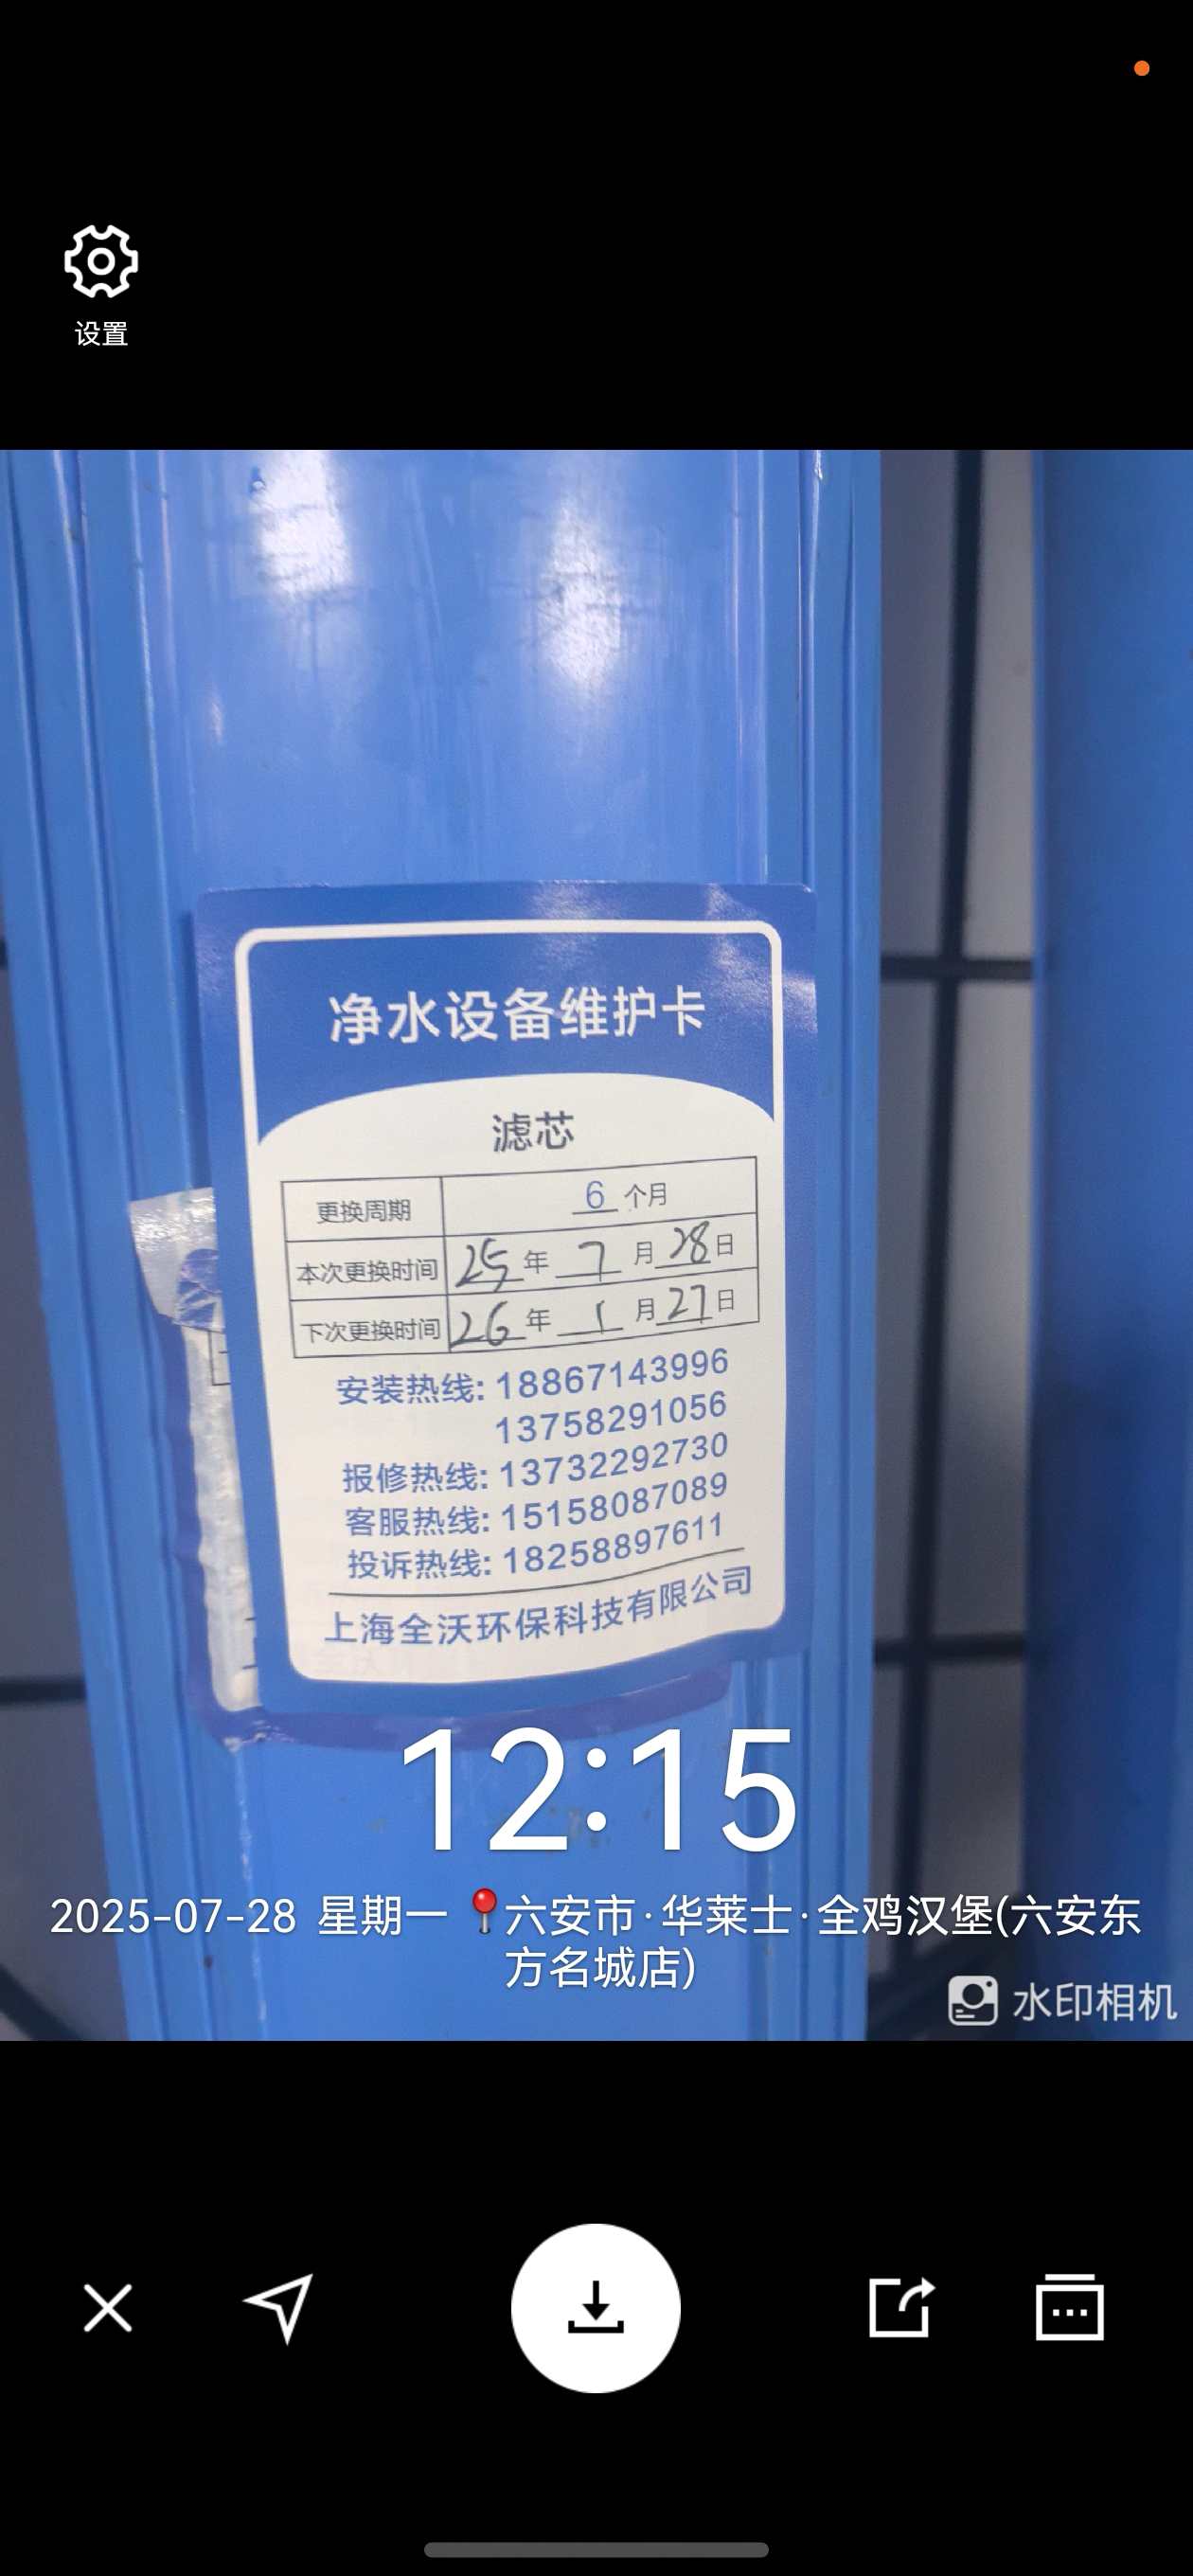 设置
净水设备维护卡
滤芯
更换周期 6 个月
本次更换时间 25 年 7 月 28 日
下次更换时间 26 年 1 月 27 日
安装热线: 18867143996
13758291056
报修热线: 13732292730
客服热线: 15158087089
投诉热线: 18258897611
上海全沃环保科技有限公司
12:15
2025-07-28 星期一 六安市·华莱士·全鸡汉堡(六安东
方名城店)
水印相机